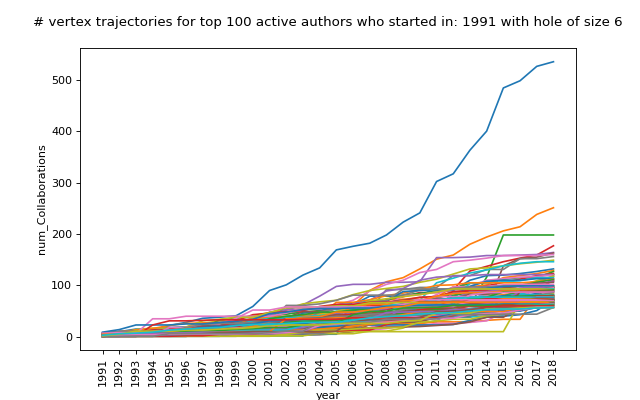 # vertex trajectories for top 100 active authors who started in: 1991 with hole of size 6
num_Collaborations
500
400
300
200
100
0
1991 1992 1993 1994 1995 1996 1997 1998 1999 2000 2001 2002 2003 2004 2005 2006 2007 2008 2009 2010 2011 2012 2013 2014 2015 2016 2017 2018
year